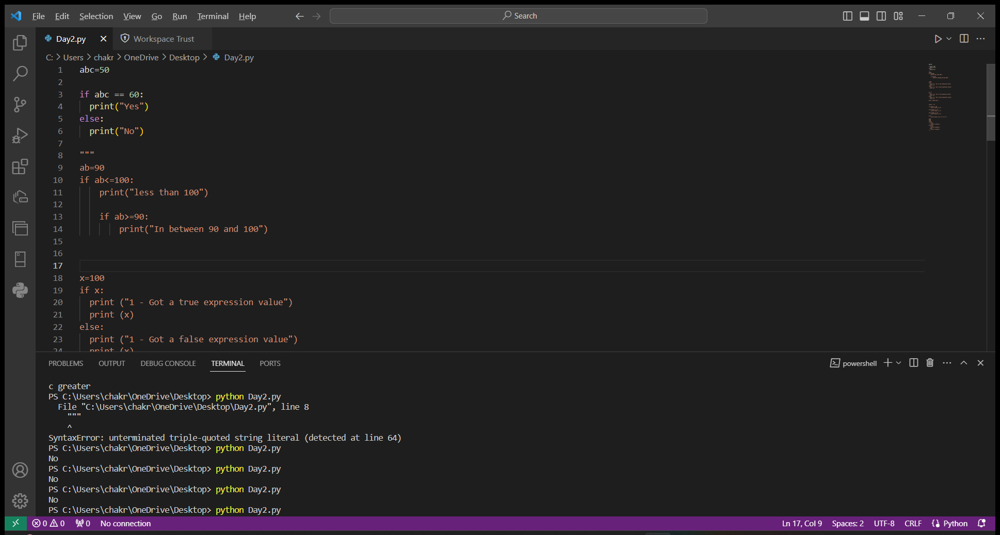 File Edit Selection View Go Run Terminal Help Search
Day2.py Workspace Trust
C: > Users > chakr > OneDrive > Desktop > Day2.py
1 abc=50
2
3 if abc == 60:
4 print("Yes")
5 else:
6 print("No")
7
8 """
9 ab=90
10 if ab<=100:
11 print("less than 100")
12
13 if ab>=90:
14 print("In between 90 and 100")
15
16
17
18 x=100
19 if x:
20 print ("1 - Got a true expression value")
21 print (x)
22 else:
23 print ("1 - Got a false expression value")
24 print (x)
PROBLEMS OUTPUT DEBUG CONSOLE TERMINAL PORTS powershell
c greater
PS C:\Users\chakr\OneDrive\Desktop> python Day2.py
File "C:\Users\chakr\OneDrive\Desktop\Day2.py", line 8
"""
^
SyntaxError: unterminated triple-quoted string literal (detected at line 64)
PS C:\Users\chakr\OneDrive\Desktop> python Day2.py
No
PS C:\Users\chakr\OneDrive\Desktop> python Day2.py
No
PS C:\Users\chakr\OneDrive\Desktop> python Day2.py
No
PS C:\Users\chakr\OneDrive\Desktop> python Day2.py
0 0 0 No connection Ln 17, Col 9 Spaces: 2 UTF-8 CRLF Python